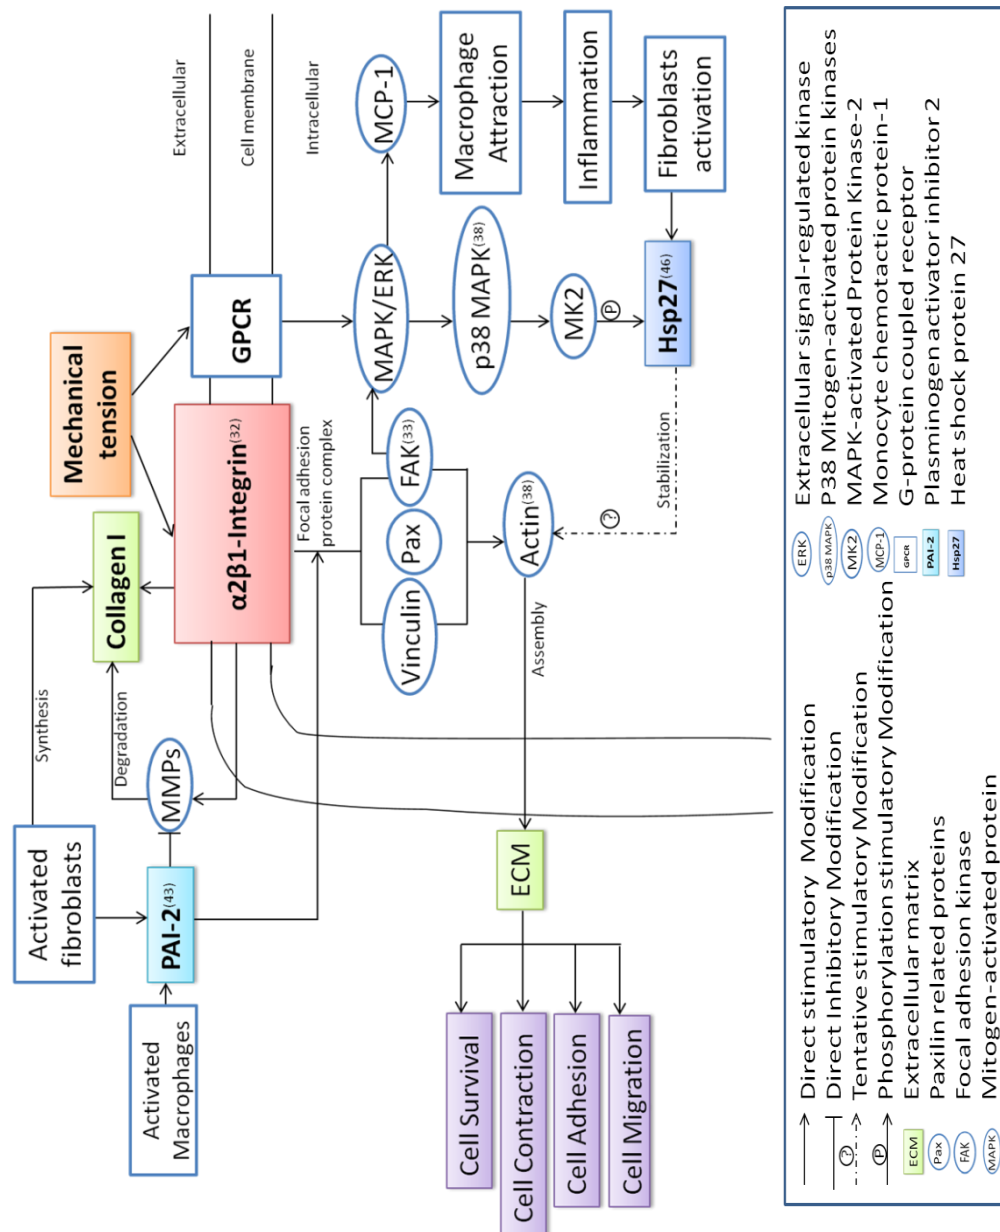 Mechanical
tension
Extracellular
Cell membrane
Intracellular
Activated
fibroblasts
Synthesis
Collagen I
Degradation
MMPs
PAI-2(43)
Activated
Macrophages
α2β1-Integrin(32)
GPCR
Focal adhesion
protein complex
Vinculin
Pax
FAK(33)
MAPK/ERK
MCP-1
Macrophage
Attraction
Inflammation
Fibroblasts
activation
p38 MAPK(38)
MK2
P
Hsp27(46)
Stabilization
?
Actin(38)
Assembly
ECM
Cell Survival
Cell Contraction
Cell Adhesion
Cell Migration
Direct stimulatory Modification
Direct Inhibitory Modification
? Tentative stimulatory Modification
P Phosphorylation stimulatory Modification
ECM Extracellular matrix
Pax Paxilin related proteins
FAK Focal adhesion kinase
MAPK Mitogen-activated protein
ERK Extracellular signal-regulated kinase
p38 MAPK P38 Mitogen-activated protein kinases
MK2 MAPK-activated Protein Kinase-2
MCP-1 Monocyte chemotactic protein-1
GPCR G-protein coupled receptor
PAI-2 Plasminogen activator inhibitor 2
Hsp27 Heat shock protein 27